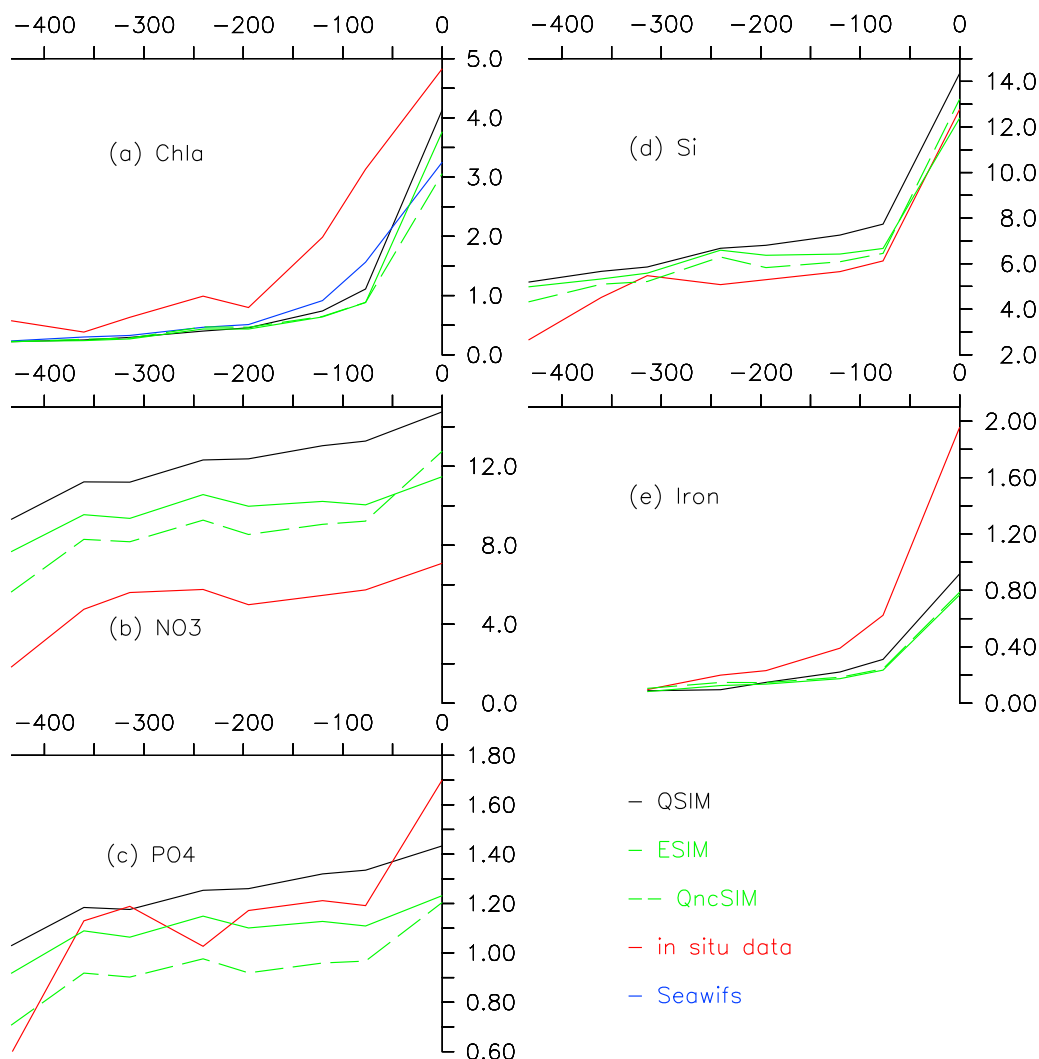 −400 −300 −200 −100 0
5.0
4.0
3.0
2.0
1.0
0.0
(a) Chla
−400 −300 −200 −100 0
14.0
12.0
10.0
8.0
6.0
4.0
2.0
(d) Si
−400 −300 −200 −100 0
12.0
8.0
4.0
0.0
(b) NO3
−400 −300 −200 −100 0
2.00
1.60
1.20
0.80
0.40
0.00
(e) Iron
−400 −300 −200 −100 0
1.80
1.60
1.40
1.20
1.00
0.80
0.60
(c) PO4
QSIM
ESIM
QncSIM
in situ data
Seawifs